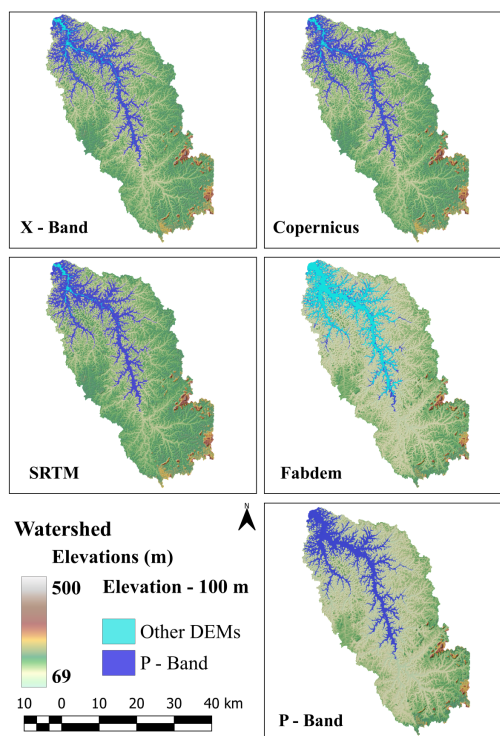 X - Band
Copernicus
SRTM
Fabdem
Watershed
Elevations (m)
500
69
N
Elevation - 100 m
Other DEMs
P - Band
10 0 10 20 30 40 km
P - Band